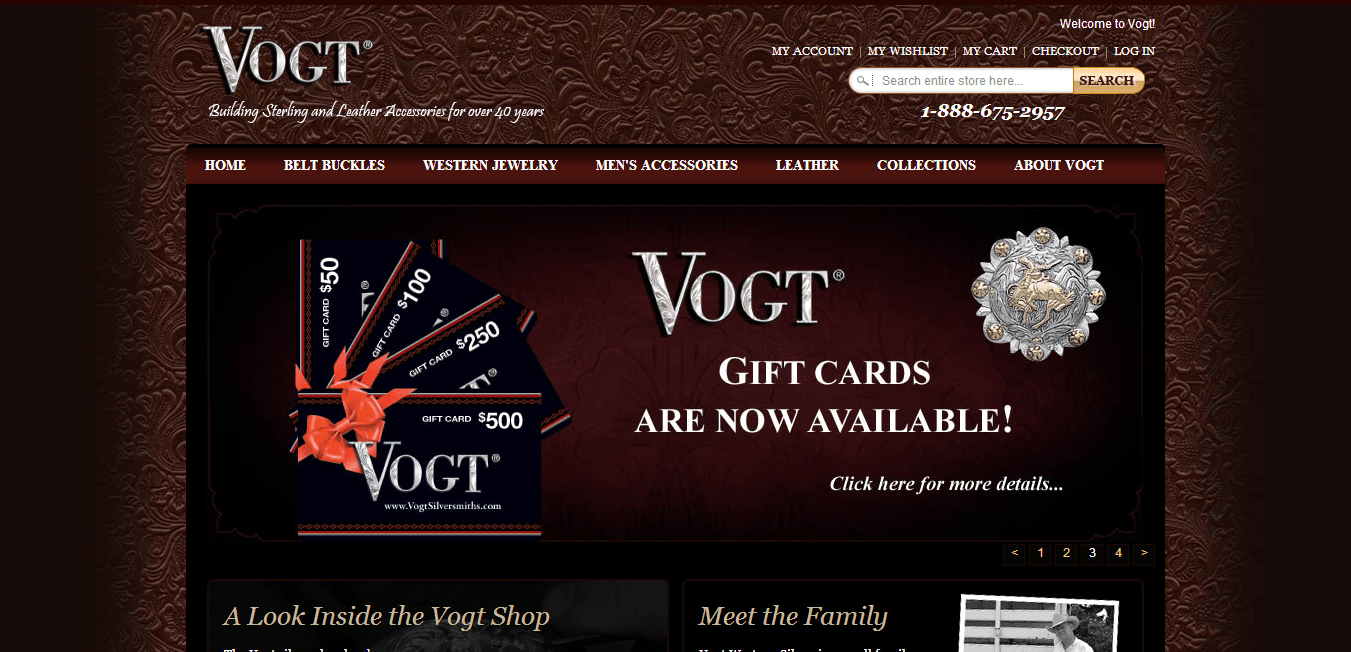 VOGT®
Building Sterling and Leather Accessories for over 40 years
Welcome to Vogt!
MY ACCOUNT | MY WISHLIST | MY CART | CHECKOUT | LOG IN
Search entire store here...
SEARCH
1-888-675-2957
HOME BELT BUCKLES WESTERN JEWELRY MEN'S ACCESSORIES LEATHER COLLECTIONS ABOUT VOGT
GIFT CARD $50
GIFT CARD $100
GIFT CARD $250
GIFT CARD $500
VOGT®
www.VogtSilversmiths.com
VOGT®
GIFT CARDS
ARE NOW AVAILABLE!
Click here for more details...
< 1 2 3 4 >
A Look Inside the Vogt Shop
Meet the Family